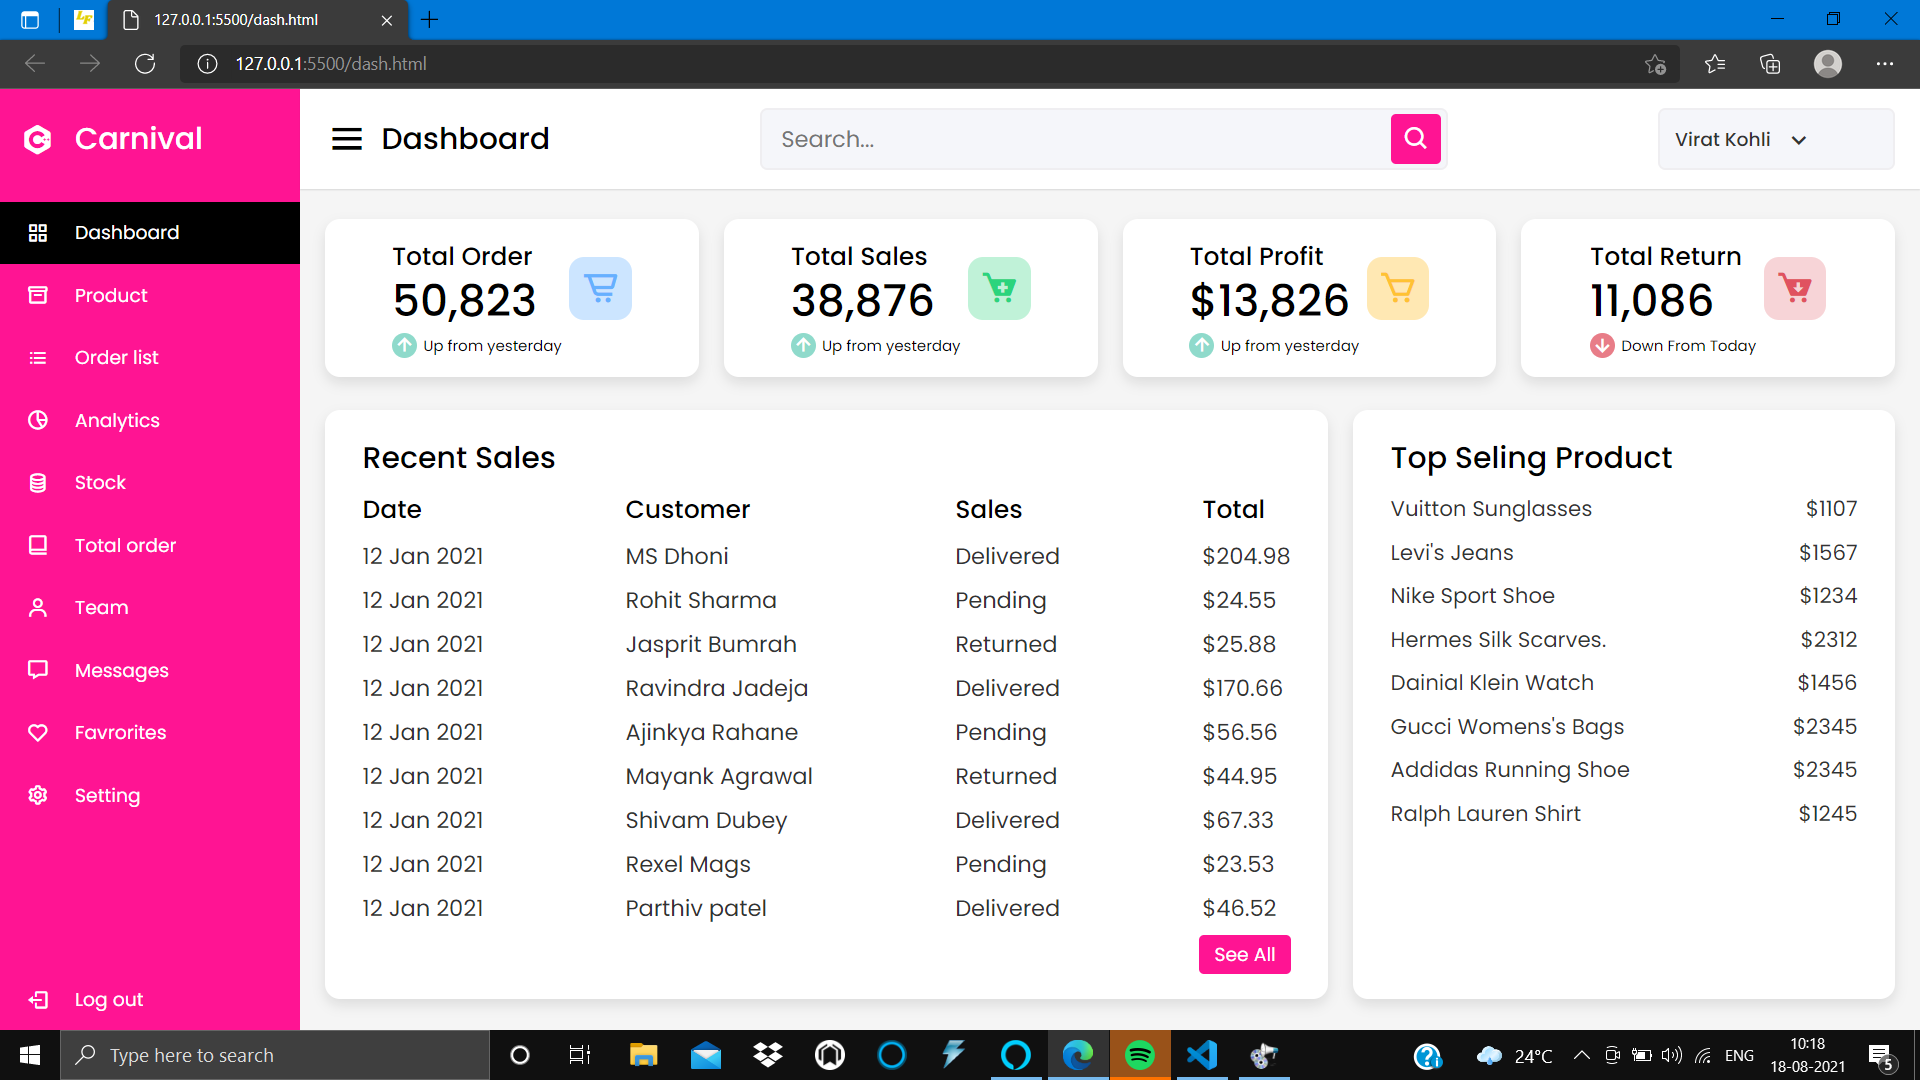 LF
127.0.0.1:5500/dash.html
127.0.0.1:5500/dash.html
Carnival
Dashboard
Search...
Virat Kohli
Dashboard
Product
Order list
Analytics
Stock
Total order
Team
Messages
Favrorites
Setting
Log out
Total Order
50,823
Up from yesterday
Total Sales
38,876
Up from yesterday
Total Profit
$13,826
Up from yesterday
Total Return
11,086
Down From Today
Recent Sales
Date Customer Sales Total
12 Jan 2021 MS Dhoni Delivered $204.98
12 Jan 2021 Rohit Sharma Pending $24.55
12 Jan 2021 Jasprit Bumrah Returned $25.88
12 Jan 2021 Ravindra Jadeja Delivered $170.66
12 Jan 2021 Ajinkya Rahane Pending $56.56
12 Jan 2021 Mayank Agrawal Returned $44.95
12 Jan 2021 Shivam Dubey Delivered $67.33
12 Jan 2021 Rexel Mags Pending $23.53
12 Jan 2021 Parthiv patel Delivered $46.52
See All
Top Seling Product
Vuitton Sunglasses $1107
Levi's Jeans $1567
Nike Sport Shoe $1234
Hermes Silk Scarves. $2312
Dainial Klein Watch $1456
Gucci Womens's Bags $2345
Addidas Running Shoe $2345
Ralph Lauren Shirt $1245
Type here to search
24°C
ENG
10:18
18-08-2021
5